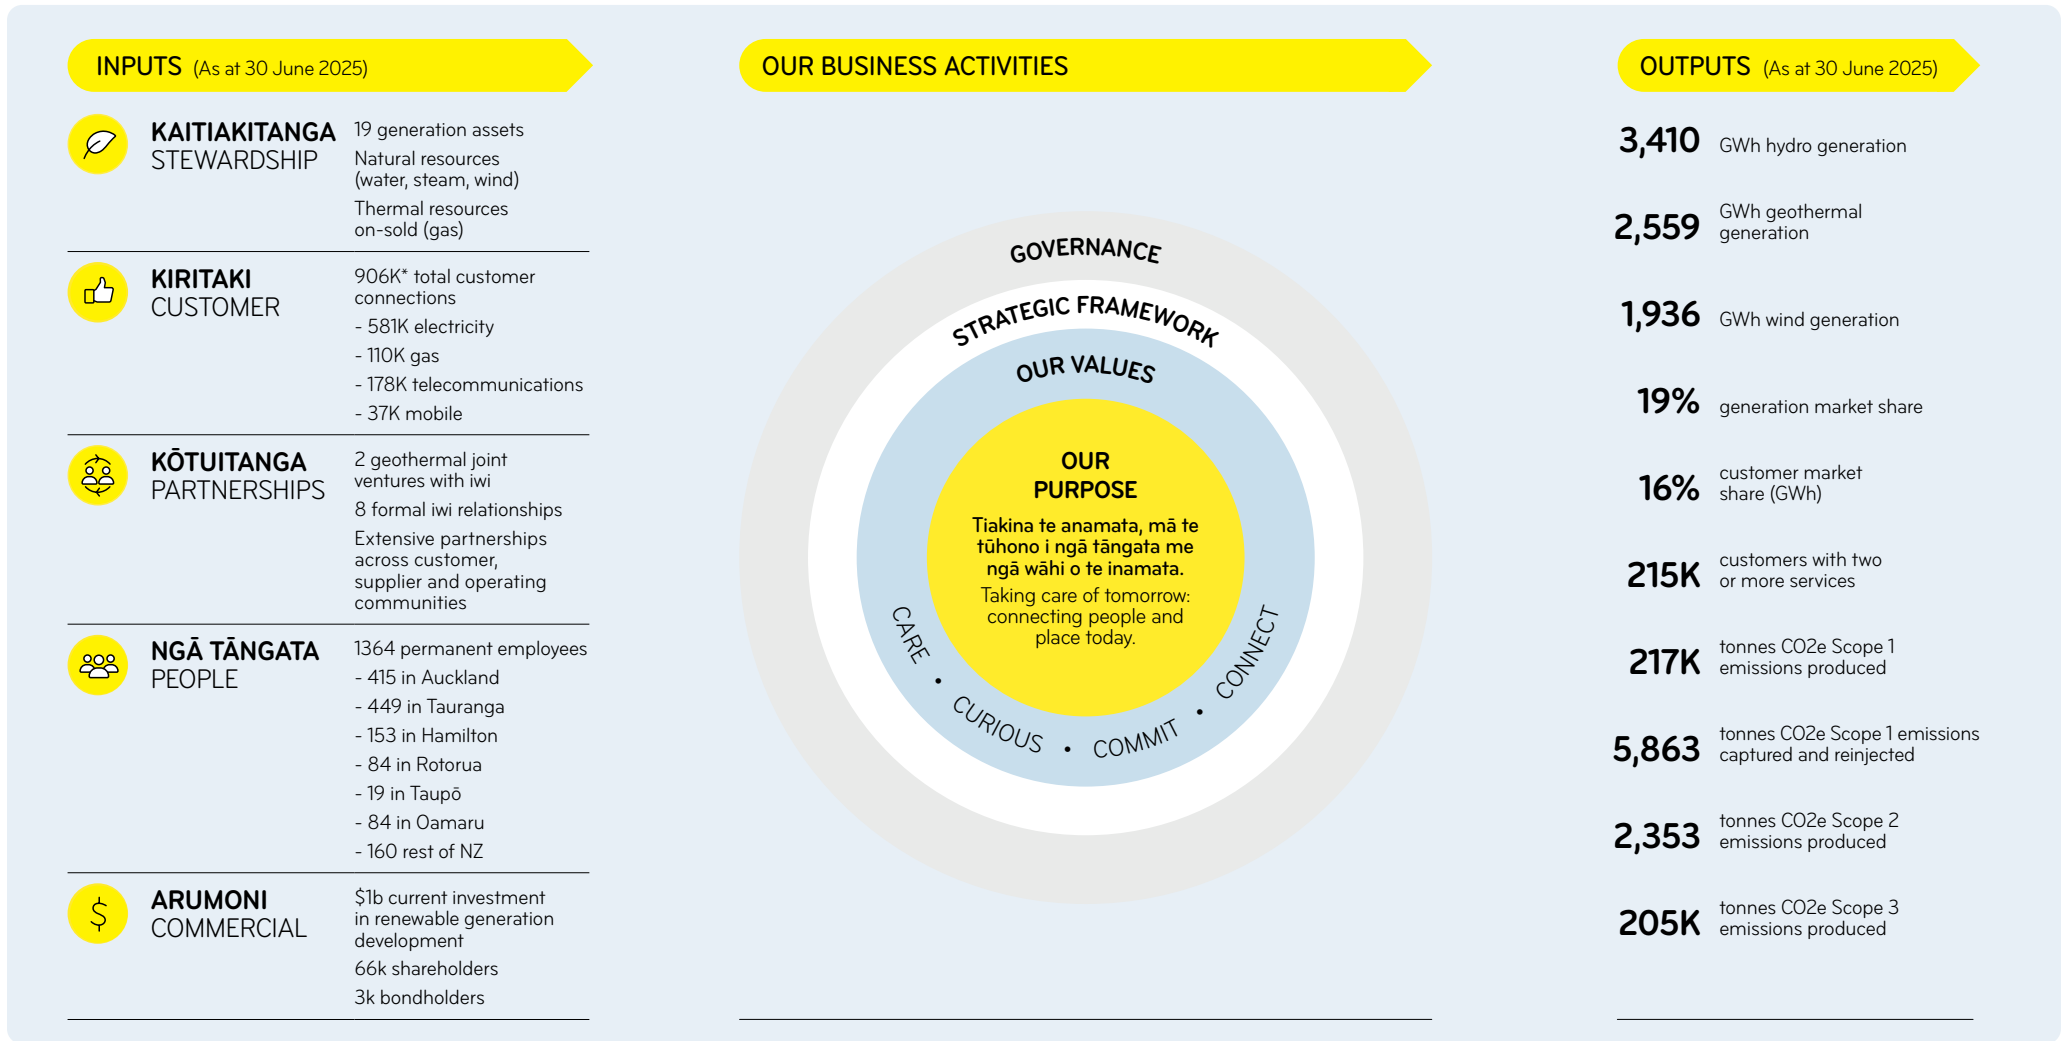 INPUTS (As at 30 June 2025)
KAITIAKITANGA
STEWARDSHIP
19 generation assets
Natural resources
(water, steam, wind)
Thermal resources
on-sold (gas)
KIRITAKI
CUSTOMER
906K* total customer
connections
- 581K electricity
- 110K gas
- 178K telecommunications
- 37K mobile
KŌTUITANGA
PARTNERSHIPS
2 geothermal joint
ventures with iwi
8 formal iwi relationships
Extensive partnerships
across customer,
supplier and operating
communities
NGĀ TĀNGATA
PEOPLE
1364 permanent employees
- 415 in Auckland
- 449 in Tauranga
- 153 in Hamilton
- 84 in Rotorua
- 19 in Taupō
- 84 in Oamaru
- 160 rest of NZ
ARUMONI
COMMERCIAL
$1b current investment
in renewable generation
development
66k shareholders
3k bondholders
OUR BUSINESS ACTIVITIES
GOVERNANCE
STRATEGIC FRAMEWORK
OUR VALUES
OUR
PURPOSE
Tiakina te anamata, mā te
tūhono i ngā tāngata me
ngā wāhi o te inamata.
Taking care of tomorrow:
connecting people and
place today.
CARE • CURIOUS • COMMIT • CONNECT
OUTPUTS (As at 30 June 2025)
3,410 GWh hydro generation
2,559 GWh geothermal
generation
1,936 GWh wind generation
19% generation market share
16% customer market
share (GWh)
215K customers with two
or more services
217K tonnes CO2e Scope 1
emissions produced
5,863 tonnes CO2e Scope 1 emissions
captured and reinjected
2,353 tonnes CO2e Scope 2
emissions produced
205K tonnes CO2e Scope 3
emissions produced